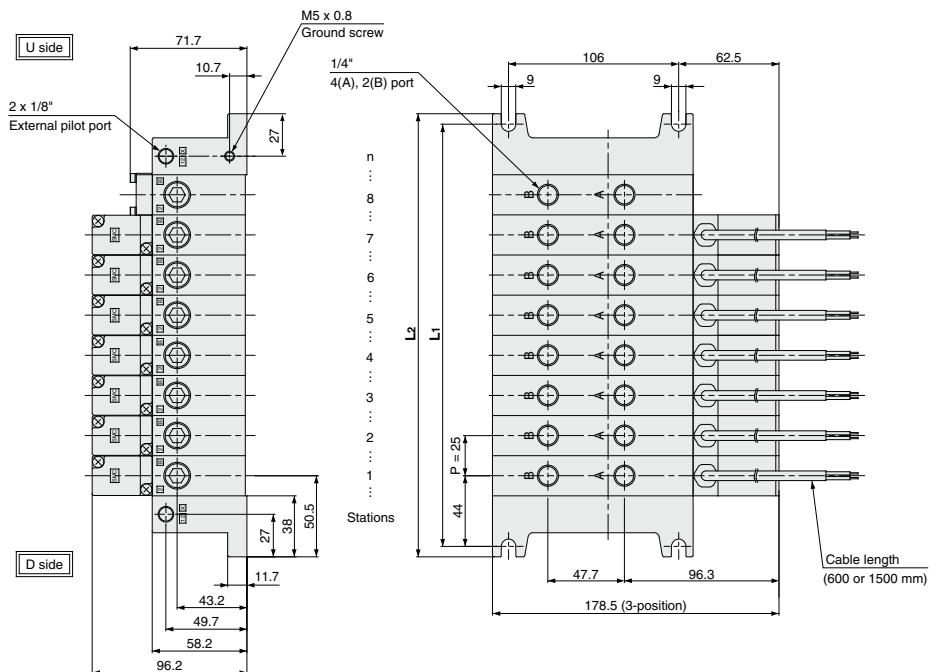 U side
71.7
10.7
M5 x 0.8
Ground screw
2 x 1/8"
External pilot port
27
1/4"
4(A), 2(B) port
106
62.5
9
9
n
8
7
6
5
4
3
2
1
Stations
B A
B A
B A
B A
B A
B A
B A
B A
L2
L1
P = 25
44
50.5
38
27
D side
11.7
43.2
49.7
58.2
96.2
47.7
96.3
178.5 (3-position)
Cable length
(600 or 1500 mm)